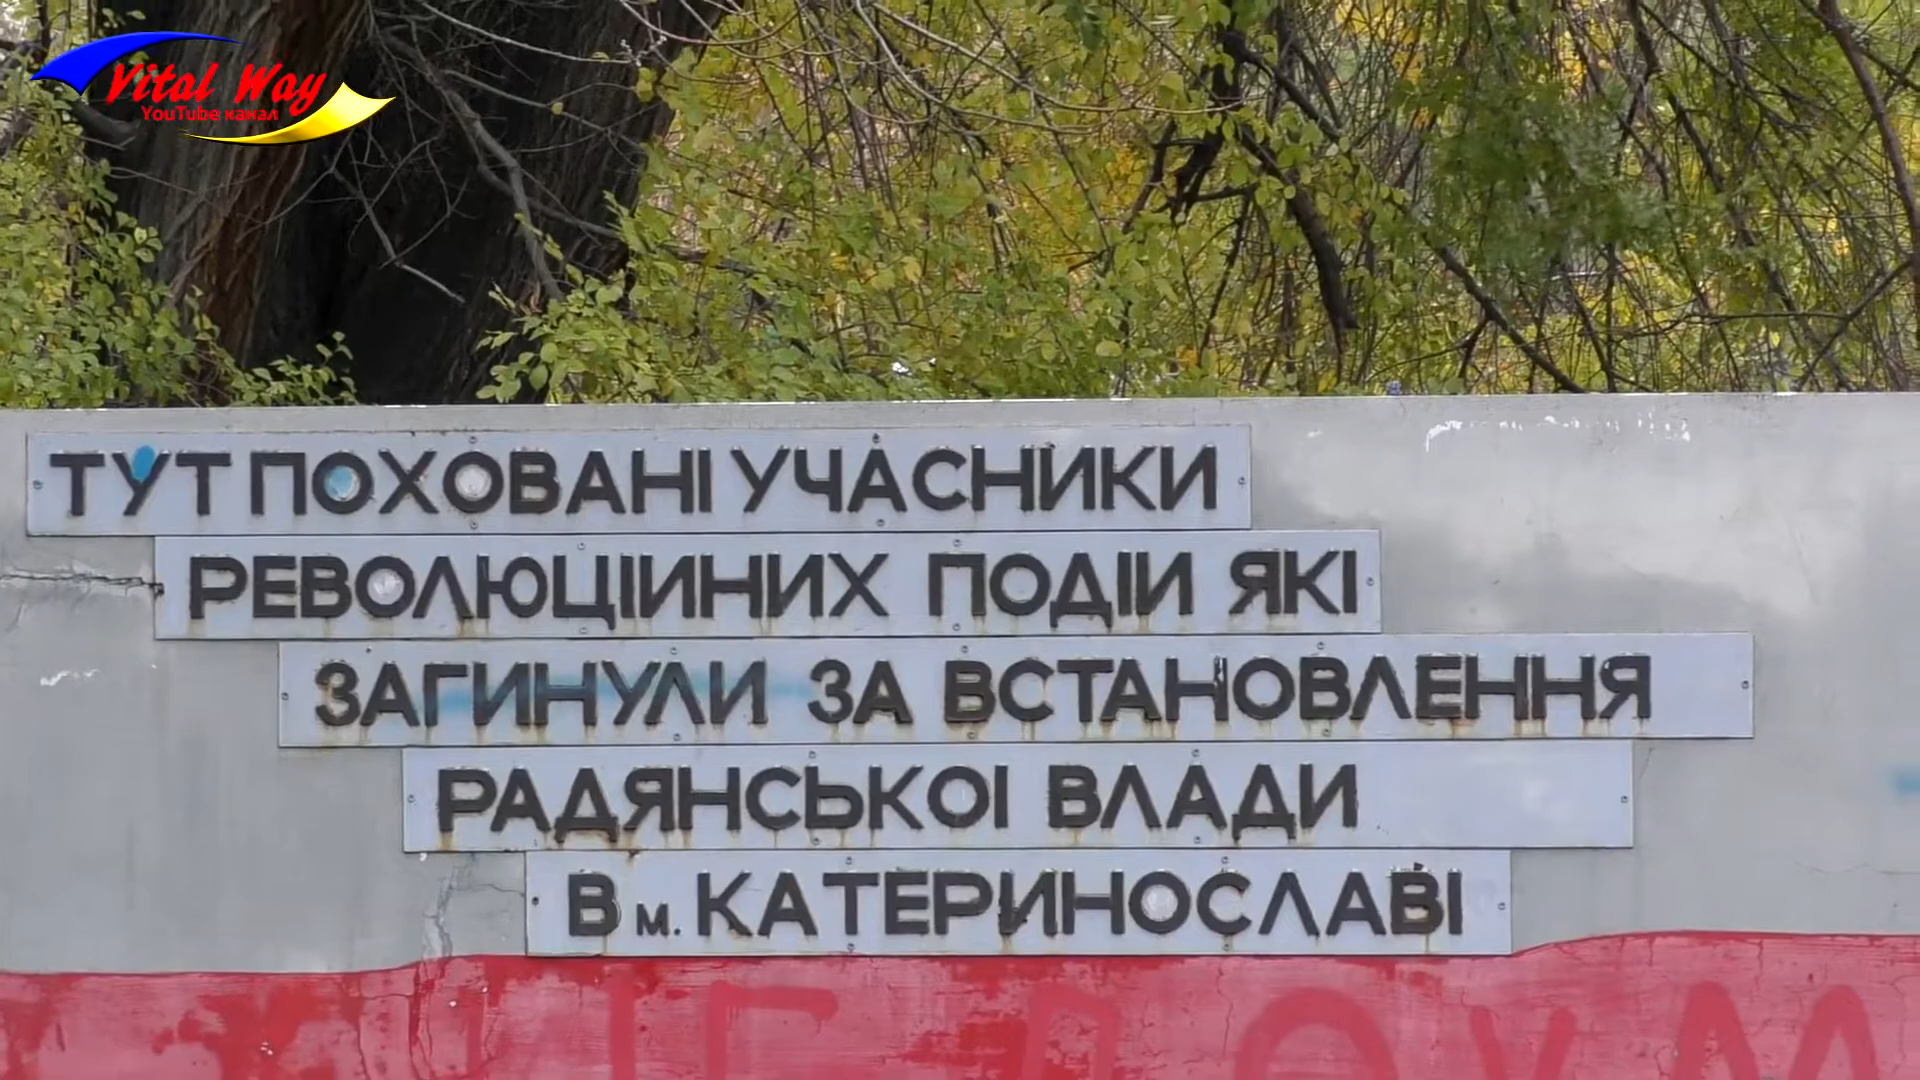 Vital Way
YouTube канал
ТУТ ПОХОВАНІ УЧАСНИКИ
РЕВОЛЮЦІИНИХ ПОДІИ ЯКІ
ЗАГИНУЛИ ЗА ВСТАНОВЛЕННЯ
РАДЯНСЬКОІ ВЛАДИ
В м. КАТЕРИНОСЛАВІ